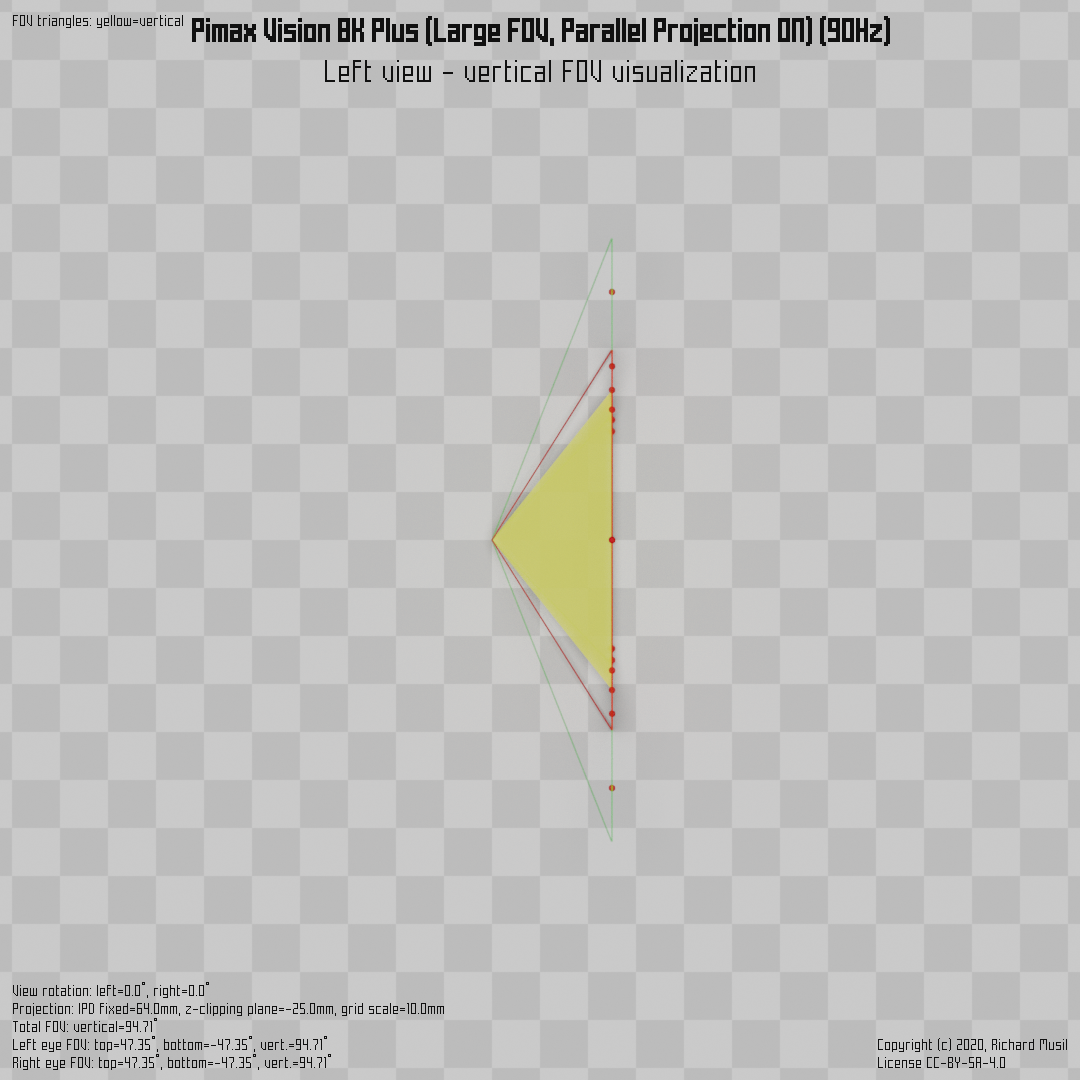 FOV triangles: yellow=vertical
Pimax Vision 8K Plus (Large FOV, Parallel Projection ON) (90Hz)
Left view - vertical FOV visualization
View rotation: left=0.0°, right=0.0°
Projection: IPD fixed=64.0mm, z-clipping plane=-25.0mm, grid scale=10.0mm
Total FOV: vertical=94.71°
Left eye FOV: top=47.35°, bottom=-47.35°, vert.=94.71°
Right eye FOV: top=47.35°, bottom=-47.35°, vert.=94.71°
Copyright (c) 2020, Richard Musil
License CC-BY-SA-4.0